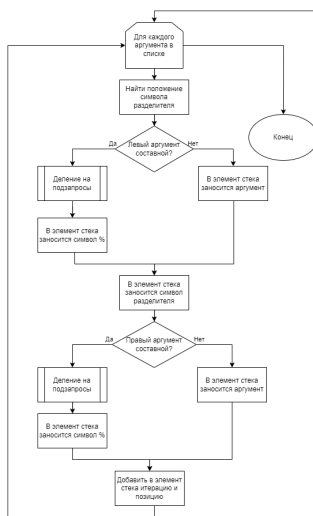 Для каждого
аргумента в
списке
Найти положение
символа
разделителя
Конец
Да
Левый аргумент
составной?
Нет
Деление на
подзапросы
В элемент стека
заносится аргумент
В элемент стека
заносится символ %
В элемент стека
заносится символ
разделителя
Да
Правый аргумент
составной?
Нет
Деление на
подзапросы
В элемент стека
заносится аргумент
В элемент стека
заносится символ %
Добавить в элемент
стека итерацию и
позицию